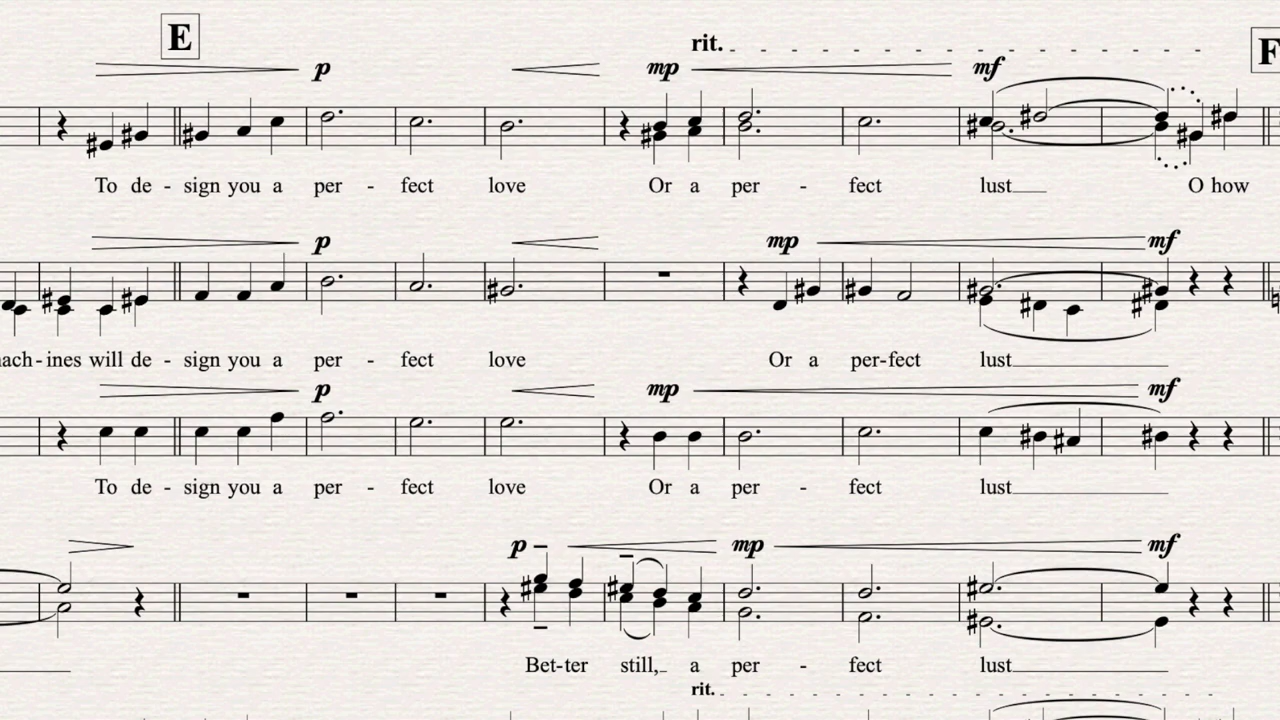 E
rit.
F
p mp mf
To de - sign you a per - fect love Or a per - fect lust O how
p mp mf
ach - ines will de - sign you a per - fect love Or a per - fect lust
p mp mf
To de - sign you a per - fect love Or a per - fect lust
p mp mf
Bet - ter still, a per - fect lust
rit.